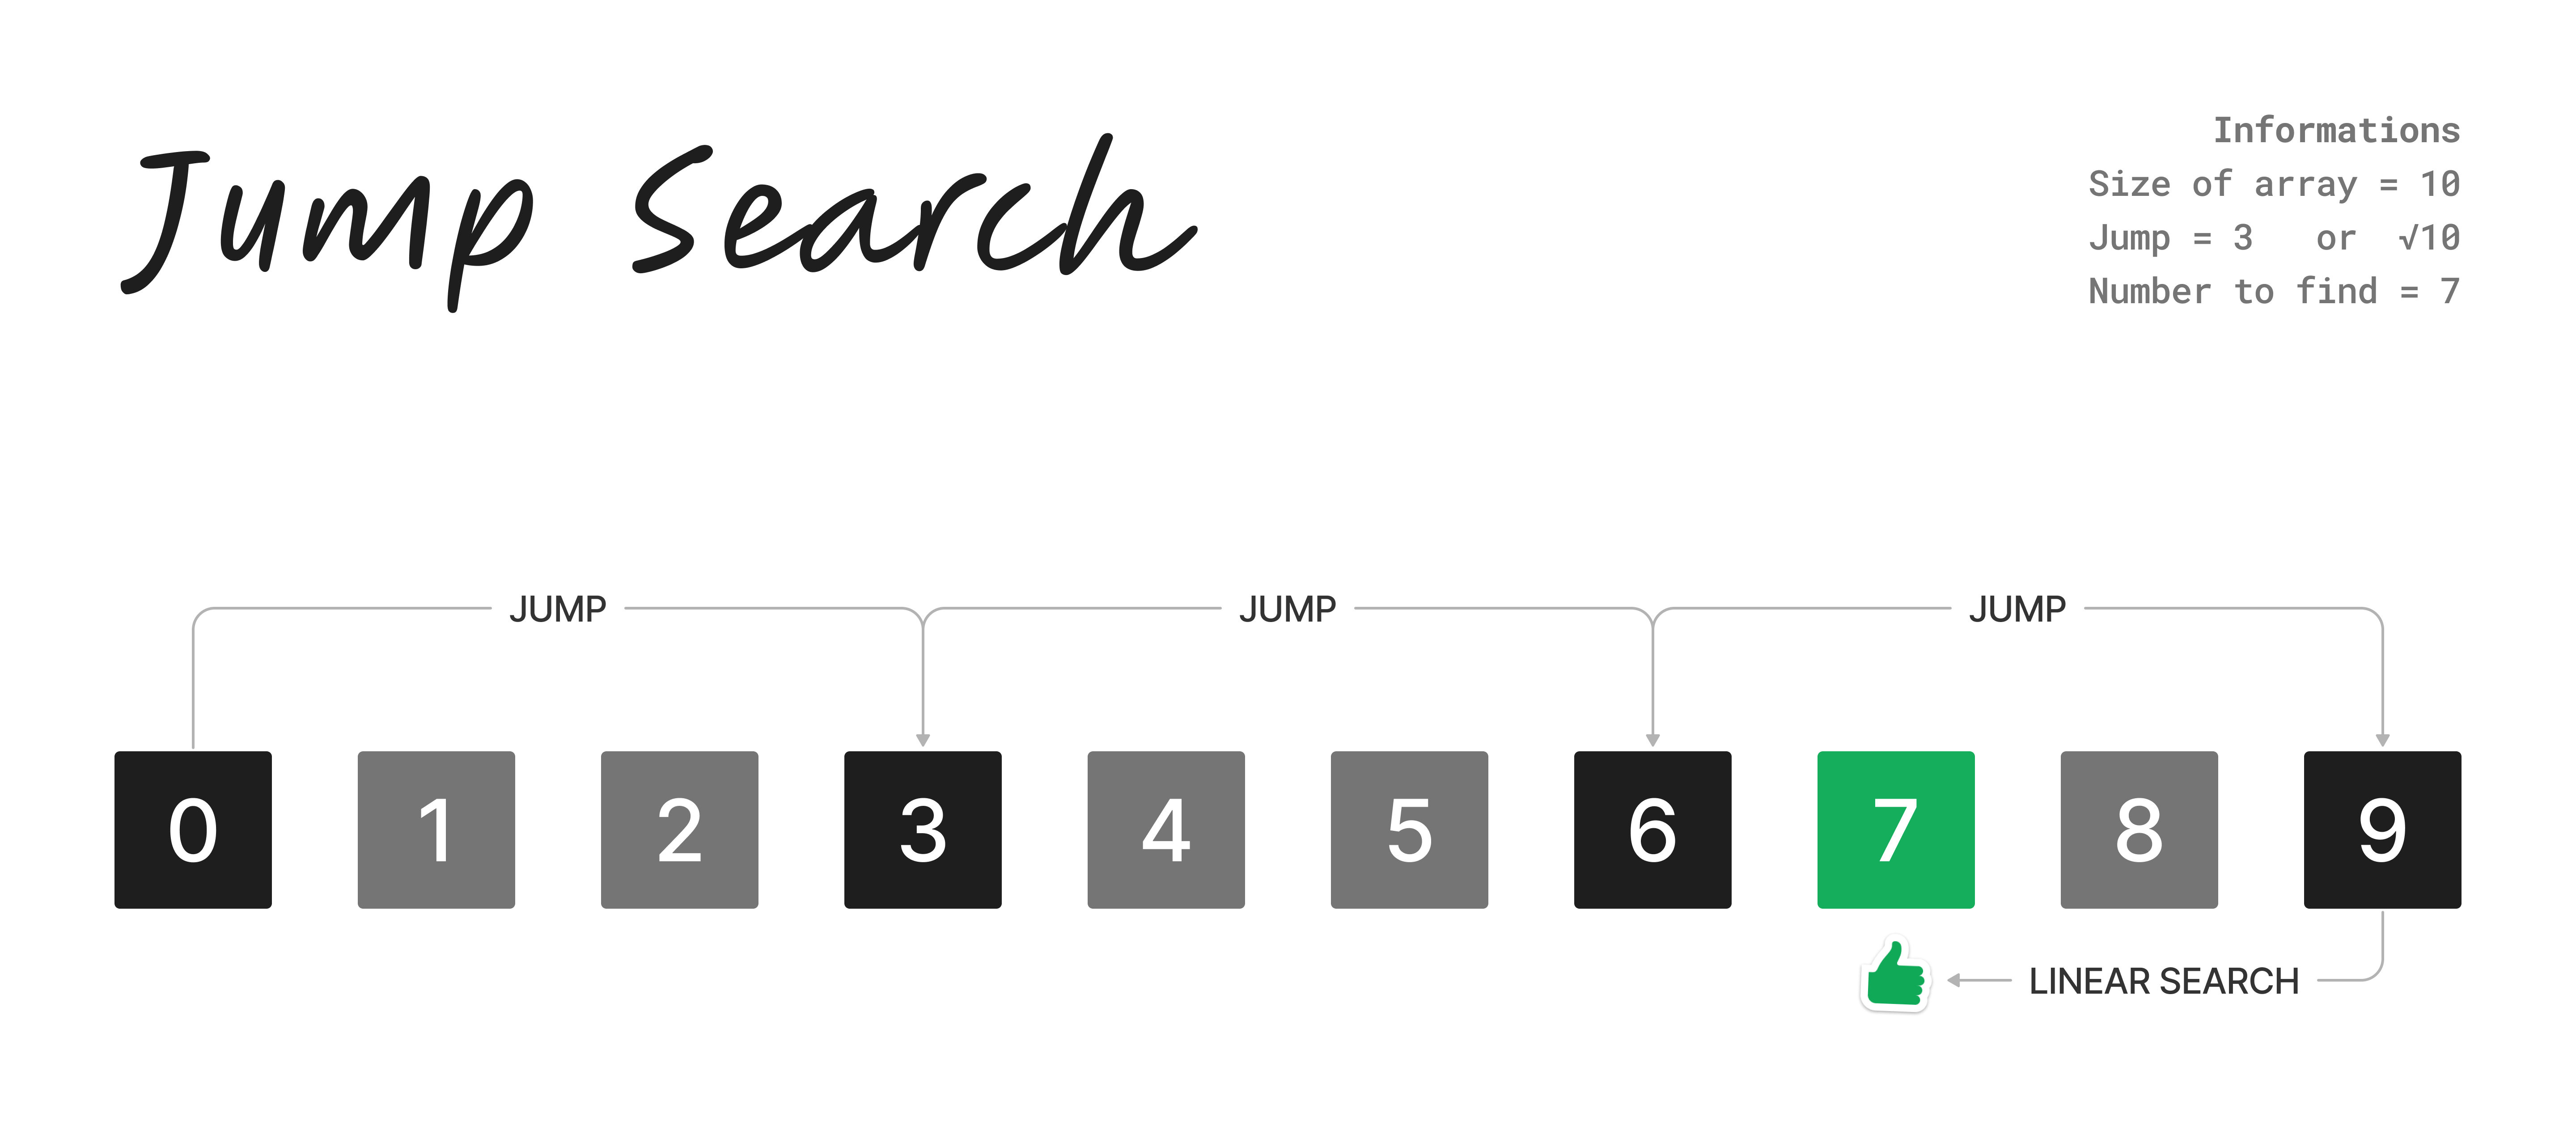 Jump Search
Informations
Size of array = 10
Jump = 3 or √10
Number to find = 7
JUMP JUMP JUMP
0 1 2 3 4 5 6 7 8 9
LINEAR SEARCH